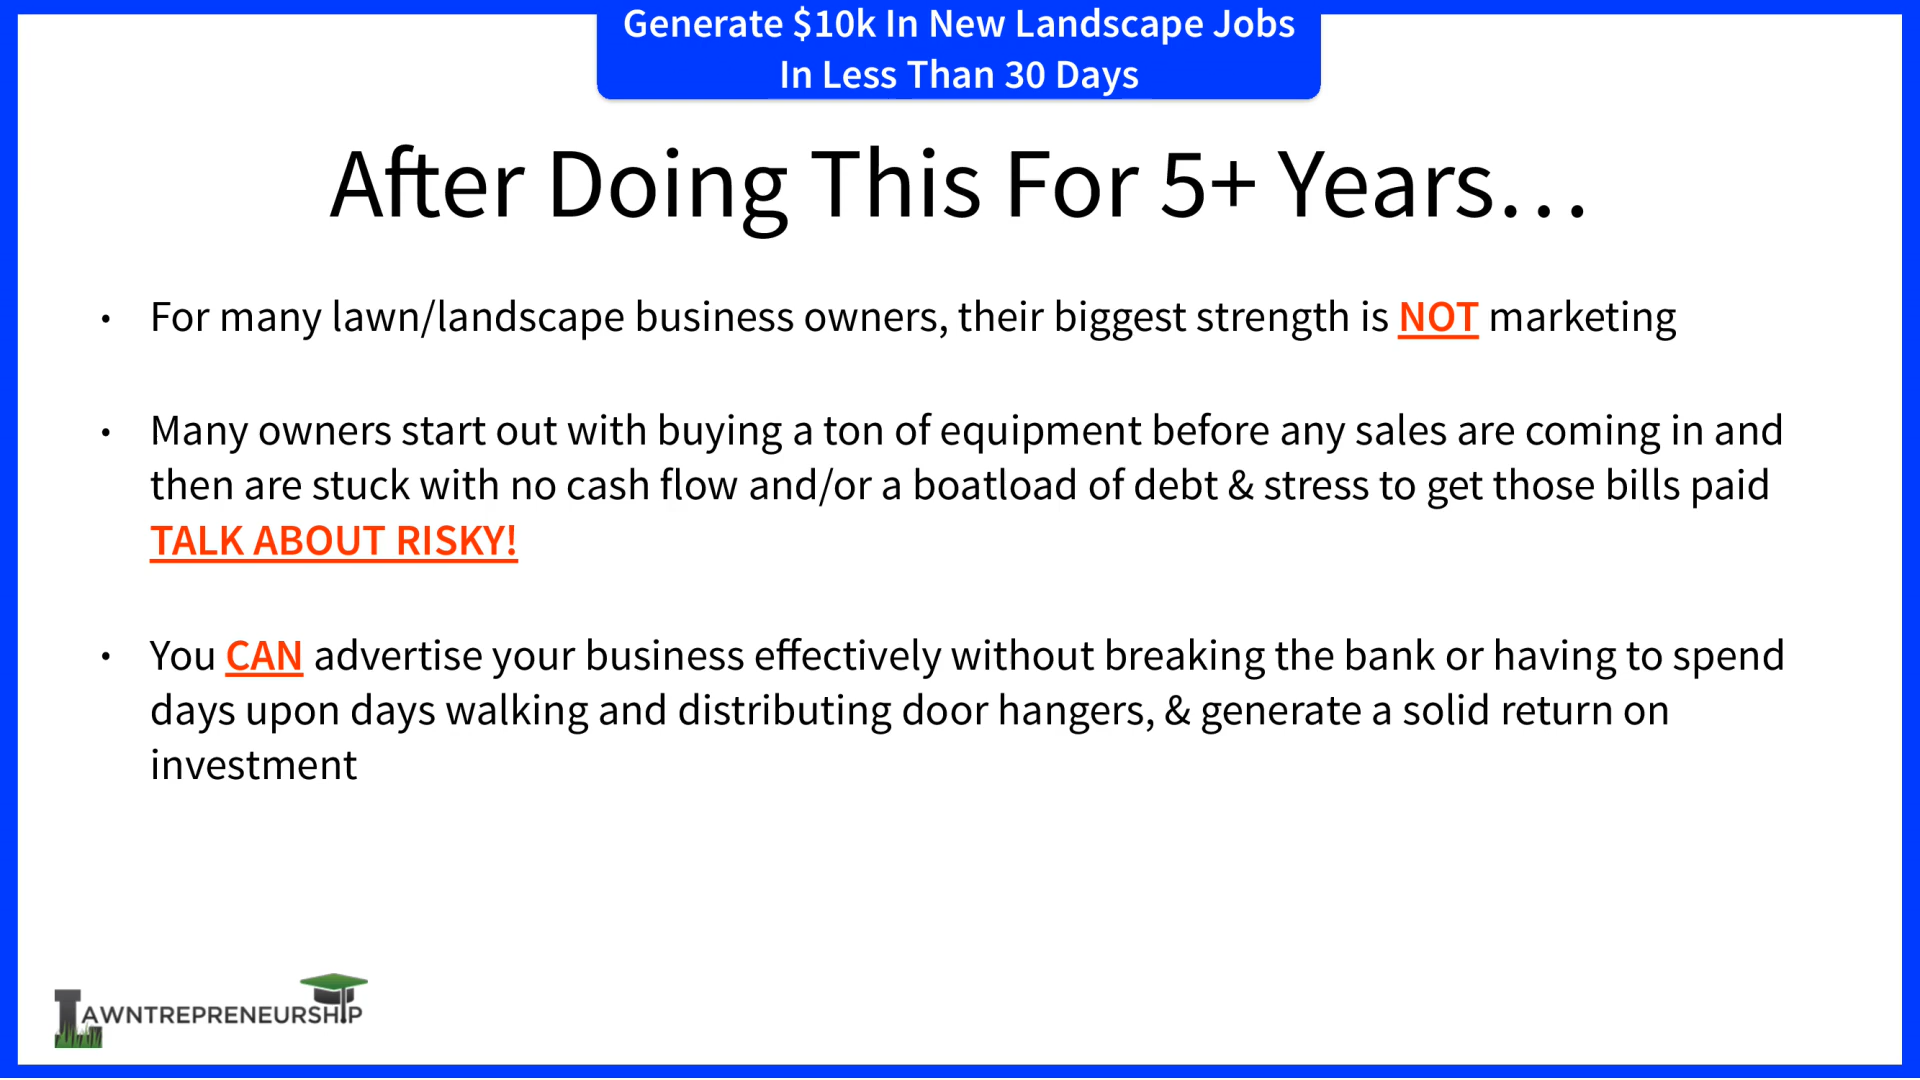 Generate $10k In New Landscape Jobs
In Less Than 30 Days
After Doing This For 5+ Years…
• For many lawn/landscape business owners, their biggest strength is NOT marketing
• Many owners start out with buying a ton of equipment before any sales are coming in and
then are stuck with no cash flow and/or a boatload of debt & stress to get those bills paid
TALK ABOUT RISKY!
• You CAN advertise your business effectively without breaking the bank or having to spend
days upon days walking and distributing door hangers, & generate a solid return on
investment
LAWNTREPRENEURSHIP